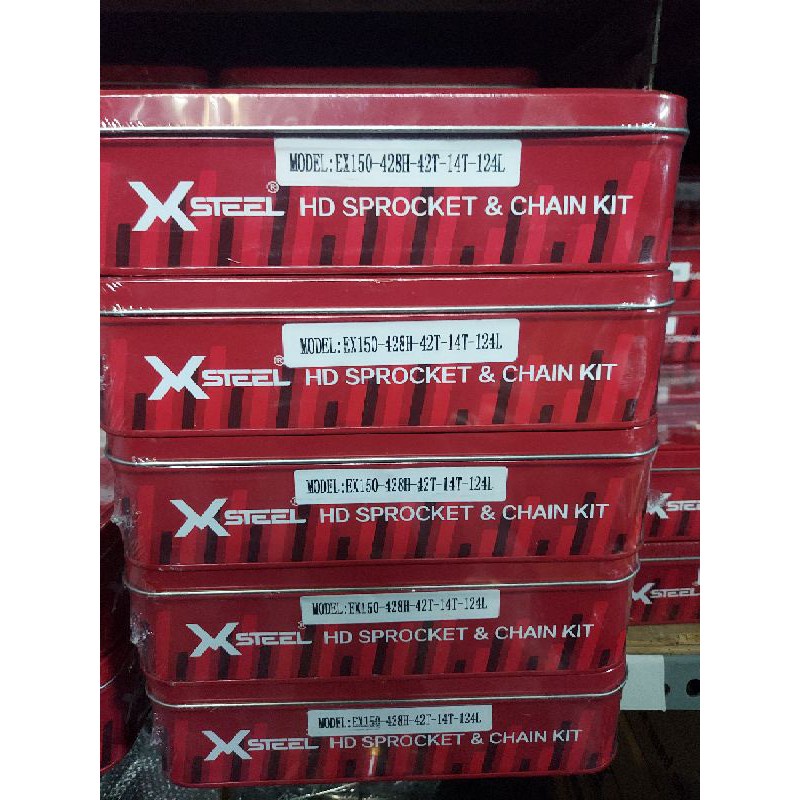 MODEL:EX150-428H-42T-14T-124L
XSTEEL® HD SPROCKET & CHAIN KIT
MODEL:EX150-428H-42T-14T-124L
XSTEEL® HD SPROCKET & CHAIN KIT
MODEL:EX150-428H-42T-14T-124L
XSTEEL HD SPROCKET & CHAIN KIT
MODEL:EX150-428H-42T-14T-124L
XSTEEL® HD SPROCKET & CHAIN KIT
MODEL:EX150-428H-42T-14T-124L
XSTEEL HD SPROCKET & CHAIN KIT